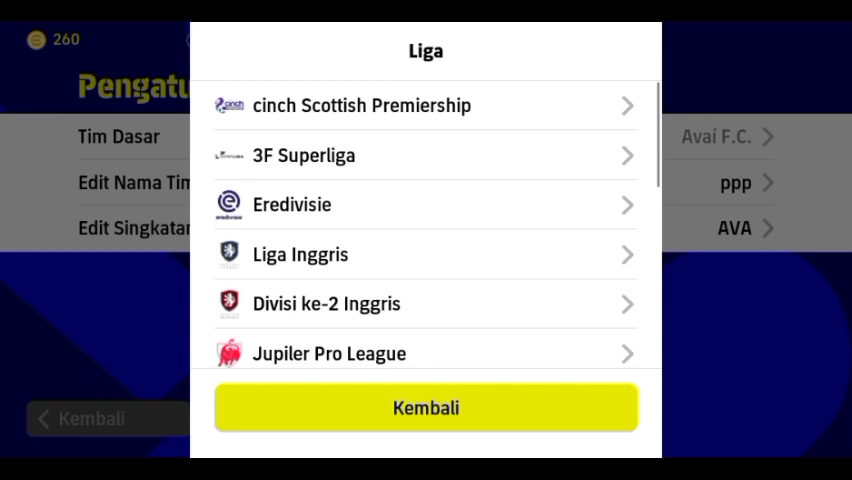 260
Liga
Pengatu
cinch Scottish Premiership
Tim Dasar
Avaí F.C.
3F Superliga
Edit Nama Tim
ppp
Eredivisie
Edit Singkatan
AVA
Liga Inggris
Divisi ke-2 Inggris
Jupiler Pro League
Kembali
Kembali